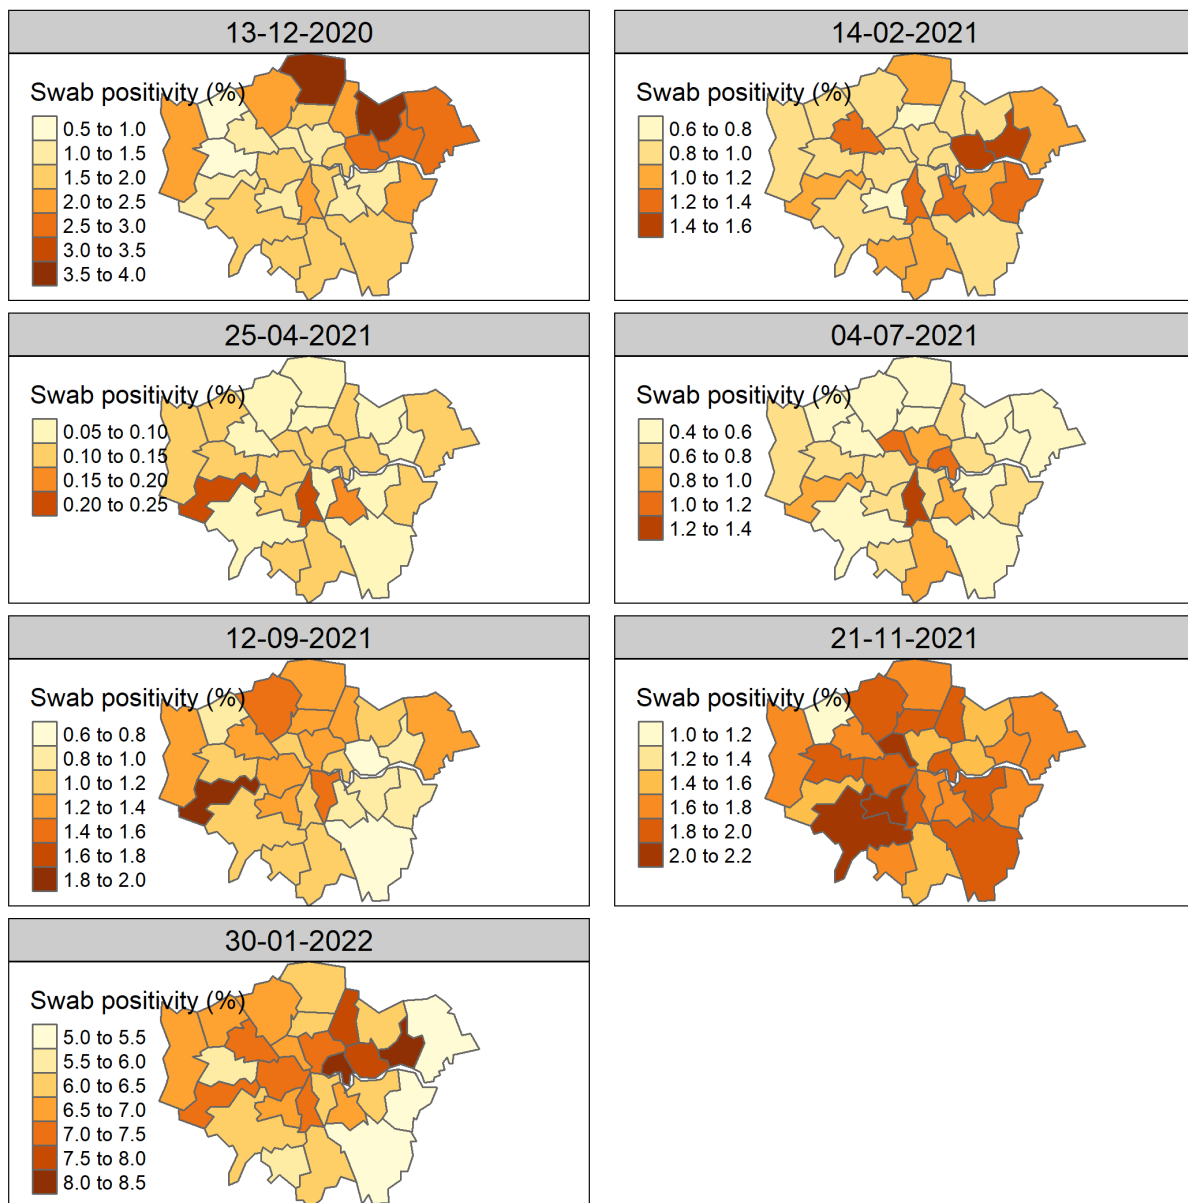 13-12-2020
Swab positivity (%)
0.5 to 1.0
1.0 to 1.5
1.5 to 2.0
2.0 to 2.5
2.5 to 3.0
3.0 to 3.5
3.5 to 4.0
14-02-2021
Swab positivity (%)
0.6 to 0.8
0.8 to 1.0
1.0 to 1.2
1.2 to 1.4
1.4 to 1.6
25-04-2021
Swab positivity (%)
0.05 to 0.10
0.10 to 0.15
0.15 to 0.20
0.20 to 0.25
04-07-2021
Swab positivity (%)
0.4 to 0.6
0.6 to 0.8
0.8 to 1.0
1.0 to 1.2
1.2 to 1.4
12-09-2021
Swab positivity (%)
0.6 to 0.8
0.8 to 1.0
1.0 to 1.2
1.2 to 1.4
1.4 to 1.6
1.6 to 1.8
1.8 to 2.0
21-11-2021
Swab positivity (%)
1.0 to 1.2
1.2 to 1.4
1.4 to 1.6
1.6 to 1.8
1.8 to 2.0
2.0 to 2.2
30-01-2022
Swab positivity (%)
5.0 to 5.5
5.5 to 6.0
6.0 to 6.5
6.5 to 7.0
7.0 to 7.5
7.5 to 8.0
8.0 to 8.5